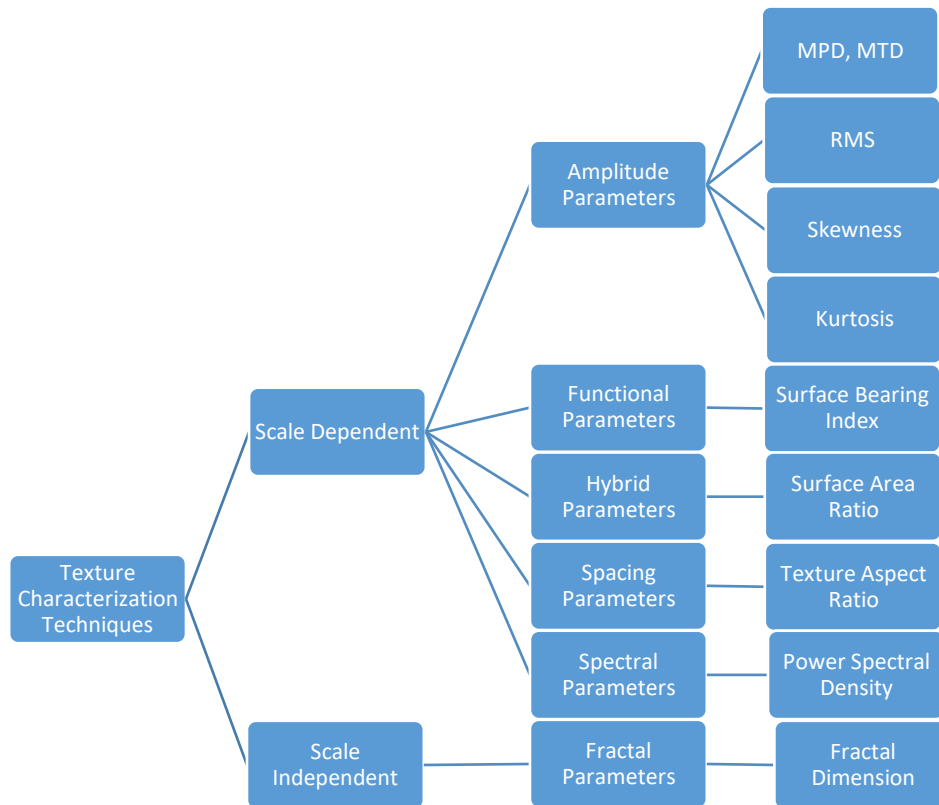 MPD, MTD
RMS
Amplitude
Parameters
Skewness
Kurtosis
Functional
Parameters
Surface Bearing
Index
Scale Dependent
Hybrid
Parameters
Surface Area
Ratio
Texture
Characterization
Techniques
Spacing
Parameters
Texture Aspect
Ratio
Spectral
Parameters
Power Spectral
Density
Scale
Independent
Fractal
Parameters
Fractal
Dimension